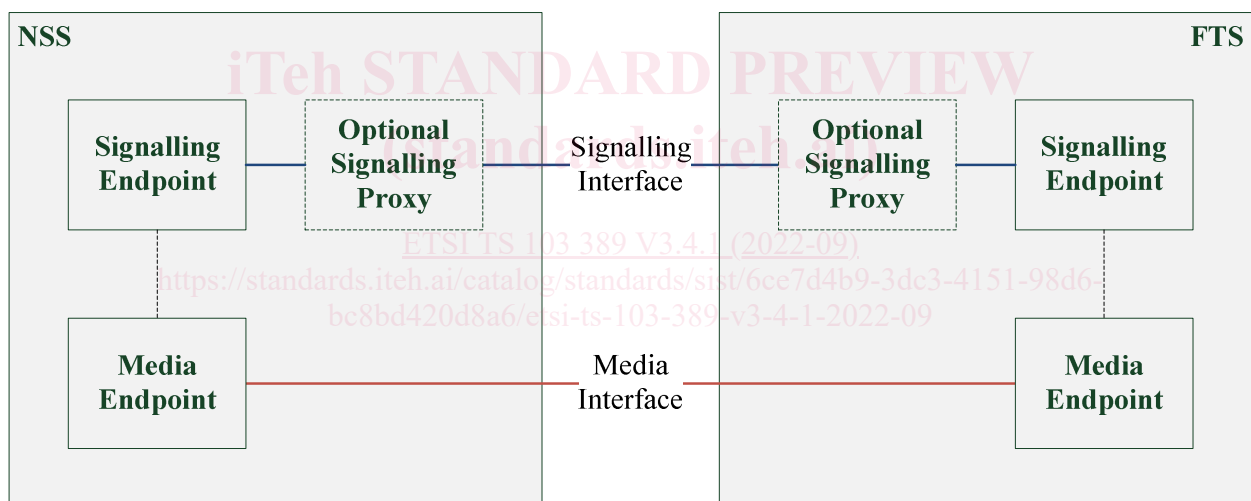 NSS
FTS
iTeh STANDARD PREVIEW
(standards.iteh.ai)
Signalling
Endpoint
Optional
Signalling
Proxy
Signalling
Interface
Optional
Signalling
Proxy
Signalling
Endpoint
ETSI TS 103 389 V3.4.1 (2022-09)
https://standards.iteh.ai/catalog/standards/sist/6ce7d4b9-3dc3-4151-98d6-
bc8bd420d8a6/etsi-ts-103-389-v3-4-1-2022-09
Media
Endpoint
Media
Interface
Media
Endpoint